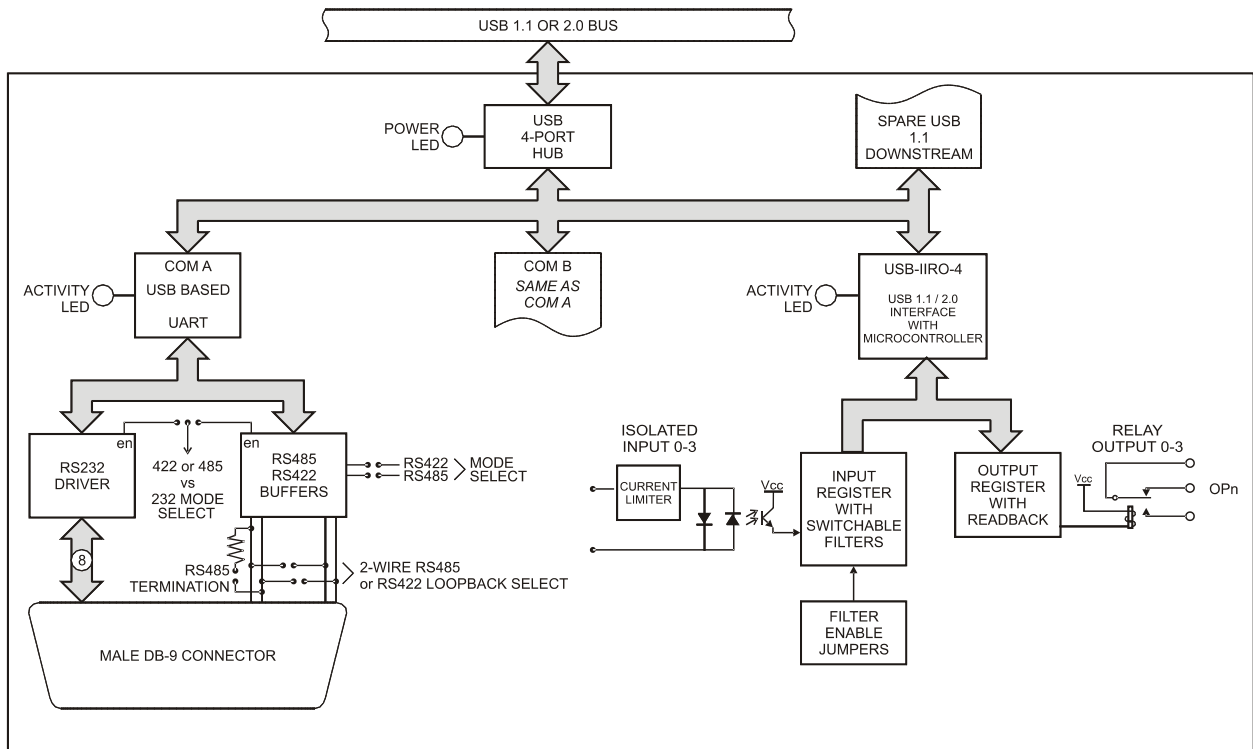 USB 1.1 OR 2.0 BUS
POWER
LED
USB
4-PORT
HUB
SPARE USB
1.1
DOWNSTREAM
ACTIVITY
LED
COM A
USB BASED
UART
COM B
SAME AS
COM A
ACTIVITY
LED
USB-IIRO-4
USB 1.1 / 2.0
INTERFACE
WITH
MICROCONTROLLER
RS232
DRIVER
en
422 or 485
vs
232 MODE
SELECT
en
RS485
RS422
BUFFERS
RS422
RS485
MODE
SELECT
8
RS485
TERMINATION
2-WIRE RS485
or RS422 LOOPBACK SELECT
MALE DB-9 CONNECTOR
ISOLATED
INPUT 0-3
CURRENT
LIMITER
Vcc
INPUT
REGISTER
WITH
SWITCHABLE
FILTERS
FILTER
ENABLE
JUMPERS
OUTPUT
REGISTER
WITH
READBACK
RELAY
OUTPUT 0-3
Vcc
OPn